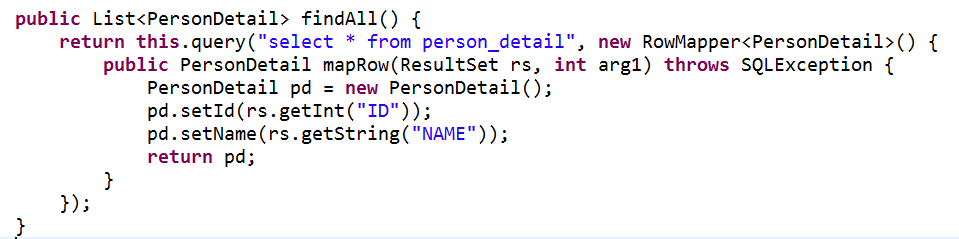 public List<PersonDetail> findAll() {
    return this.query("select * from person_detail", new RowMapper<PersonDetail>() {
        public PersonDetail mapRow(ResultSet rs, int arg1) throws SQLException {
            PersonDetail pd = new PersonDetail();
            pd.setId(rs.getInt("ID"));
            pd.setName(rs.getString("NAME"));
            return pd;
        }
    });
}